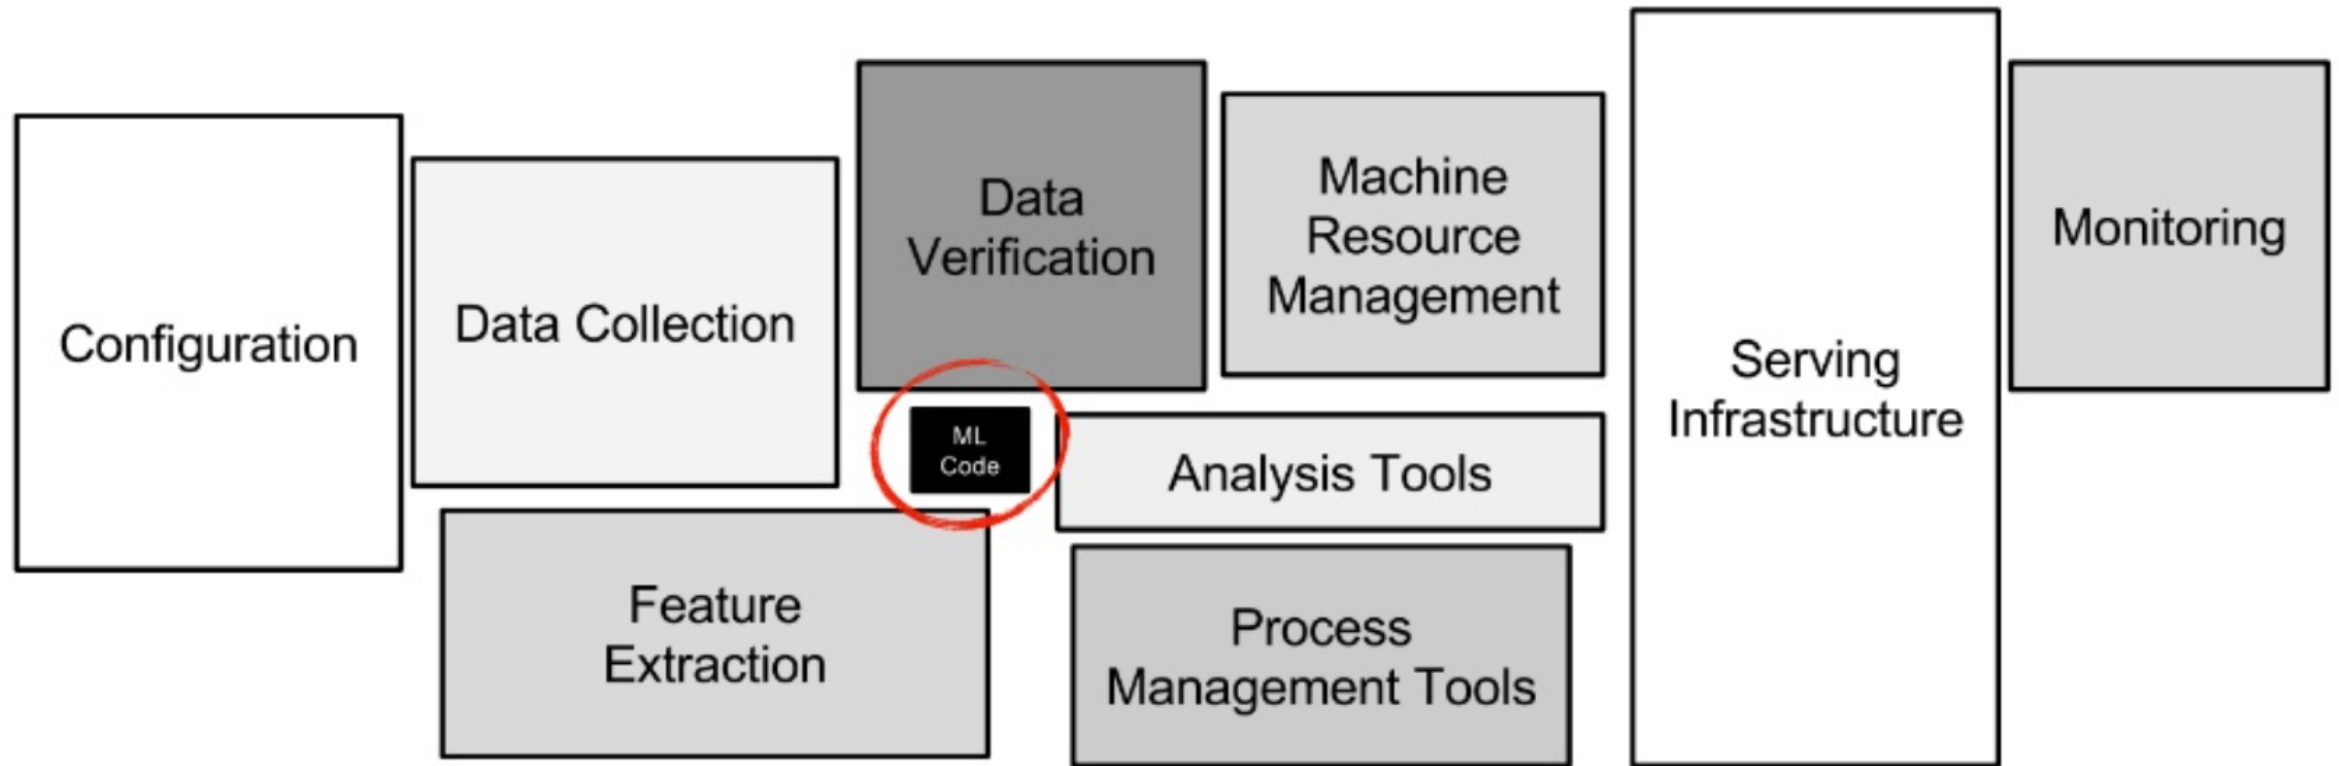 Configuration
Data Collection
Feature
Extraction
Data
Verification
ML
Code
Machine
Resource
Management
Analysis Tools
Process
Management Tools
Serving
Infrastructure
Monitoring